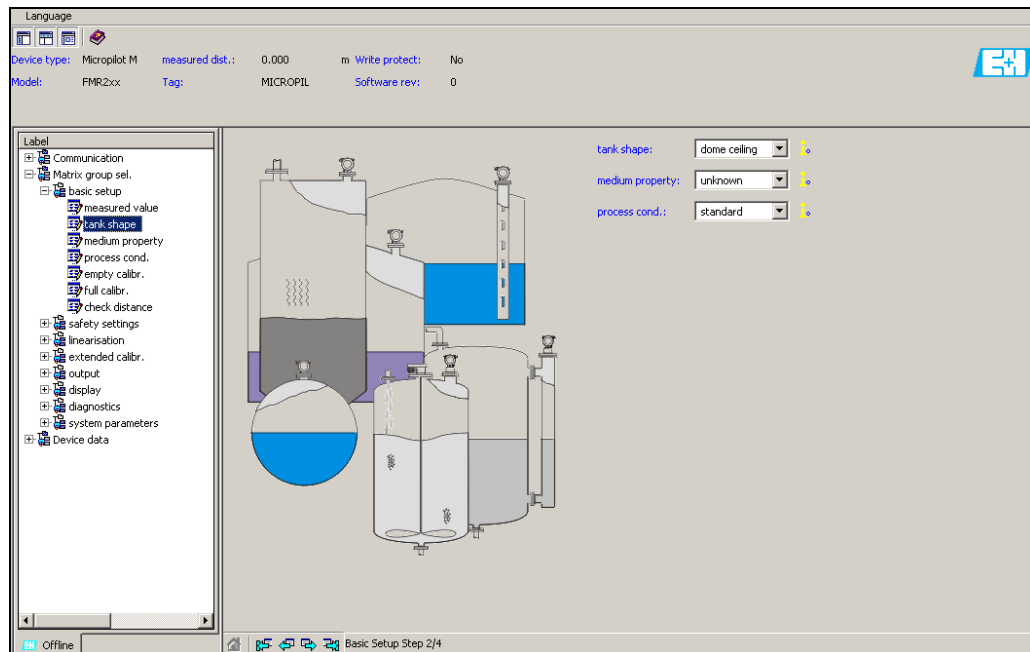 Language
Device type: Micropilot M measured dist.: 0.000 m Write protect: No
Model: FMR2xx Tag: MICROPIL Software rev: 0
E+H
Label
Communication
Matrix group sel.
basic setup
measured value
tank shape
medium property
process cond.
empty calibr.
full calibr.
check distance
safety settings
linearisation
extended calibr.
output
display
diagnostics
system parameters
Device data
tank shape: dome ceiling
medium property: unknown
process cond.: standard
Offline
Basic Setup Step 2/4